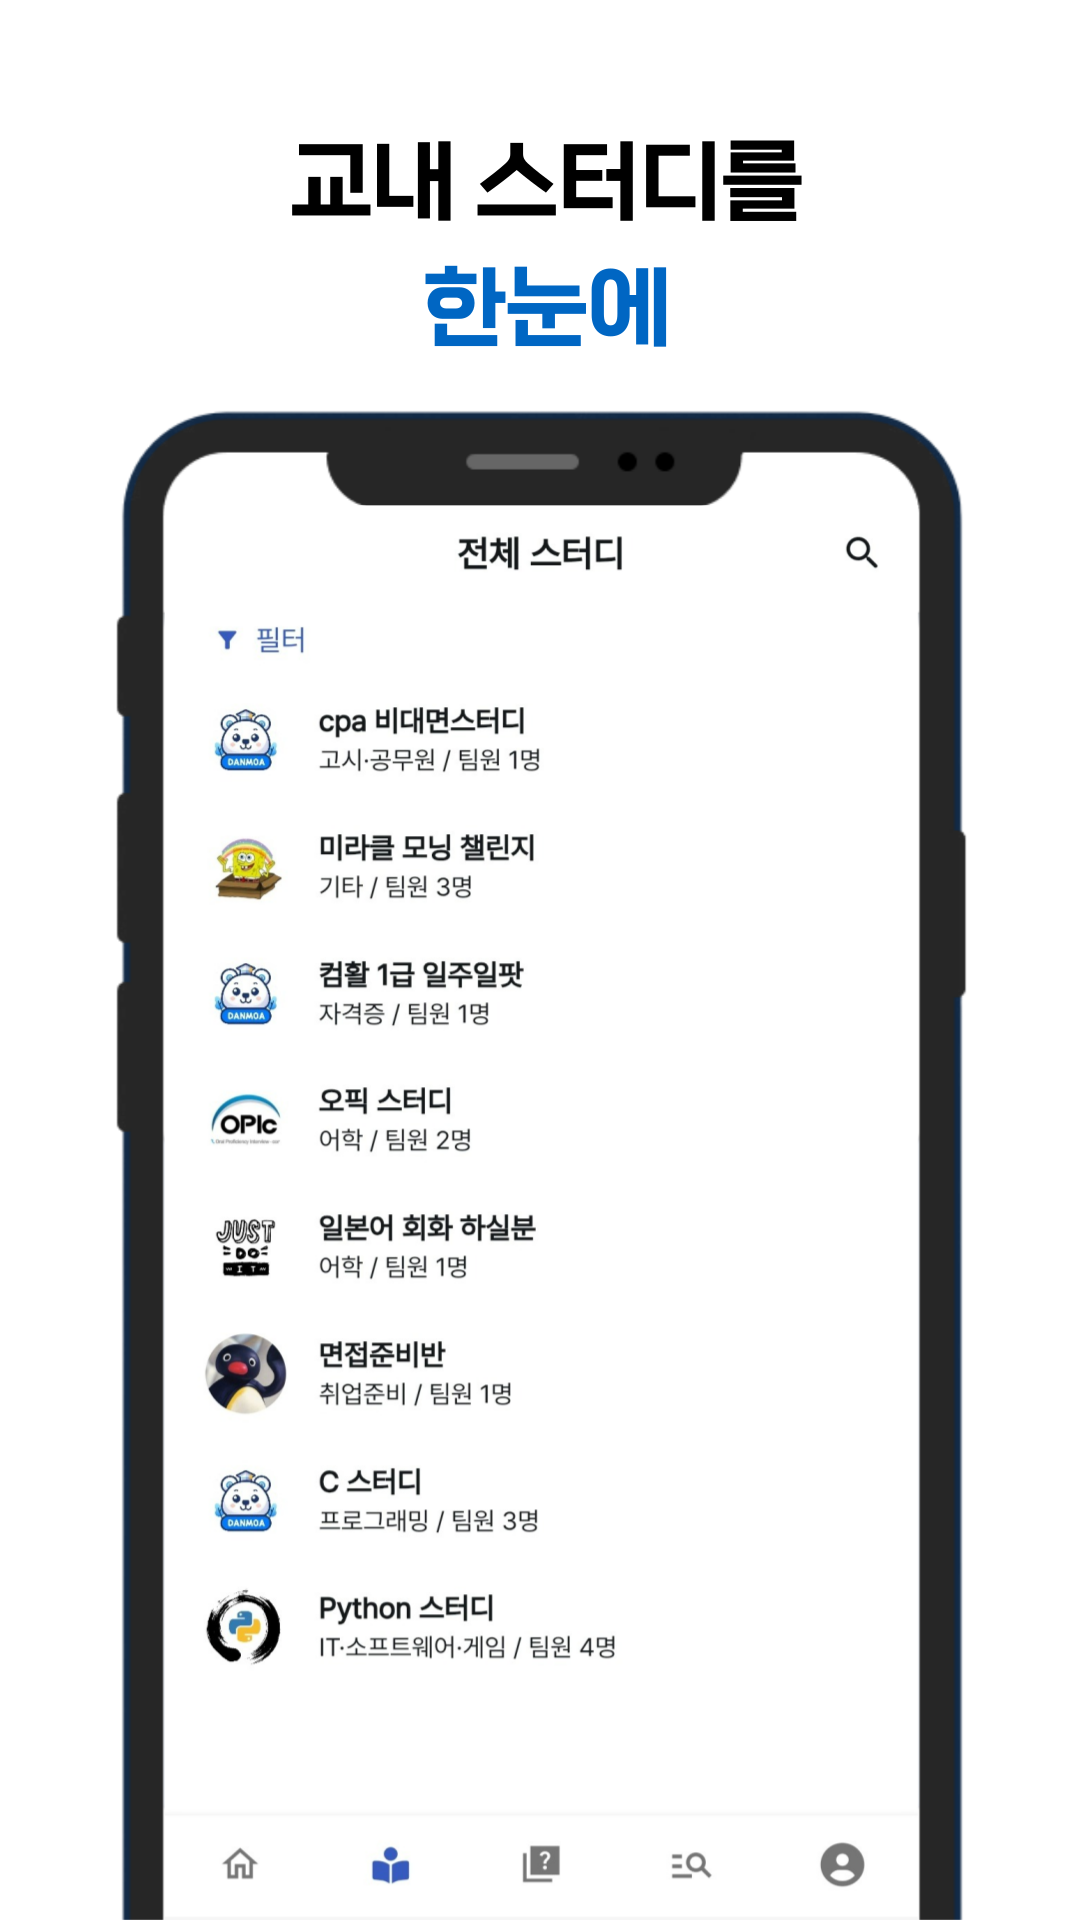 교내 스터디를
한눈에
전체 스터디
필터
DANMOA
cpa 비대면스터디
고시·공무원 / 팀원 1명
미라클 모닝 챌린지
기타 / 팀원 3명
DANMOA
컴활 1급 일주일팟
자격증 / 팀원 1명
OPIc
오픽 스터디
어학 / 팀원 2명
JUST
DO
IT
일본어 회화 하실분
어학 / 팀원 1명
면접준비반
취업준비 / 팀원 1명
DANMOA
C 스터디
프로그래밍 / 팀원 3명
Python 스터디
IT·소프트웨어·게임 / 팀원 4명
?